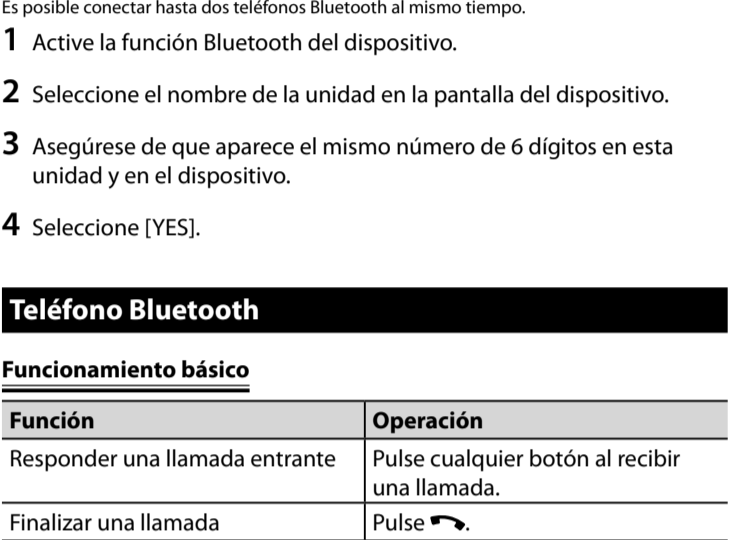 Es posible conectar hasta dos teléfonos Bluetooth al mismo tiempo.
1 Active la función Bluetooth del dispositivo.
2 Seleccione el nombre de la unidad en la pantalla del dispositivo.
3 Asegúrese de que aparece el mismo número de 6 dígitos en esta
unidad y en el dispositivo.
4 Seleccione [YES].
Teléfono Bluetooth
Funcionamiento básico
Función Operación
Responder una llamada entrante Pulse cualquier botón al recibir
una llamada.
Finalizar una llamada Pulse .